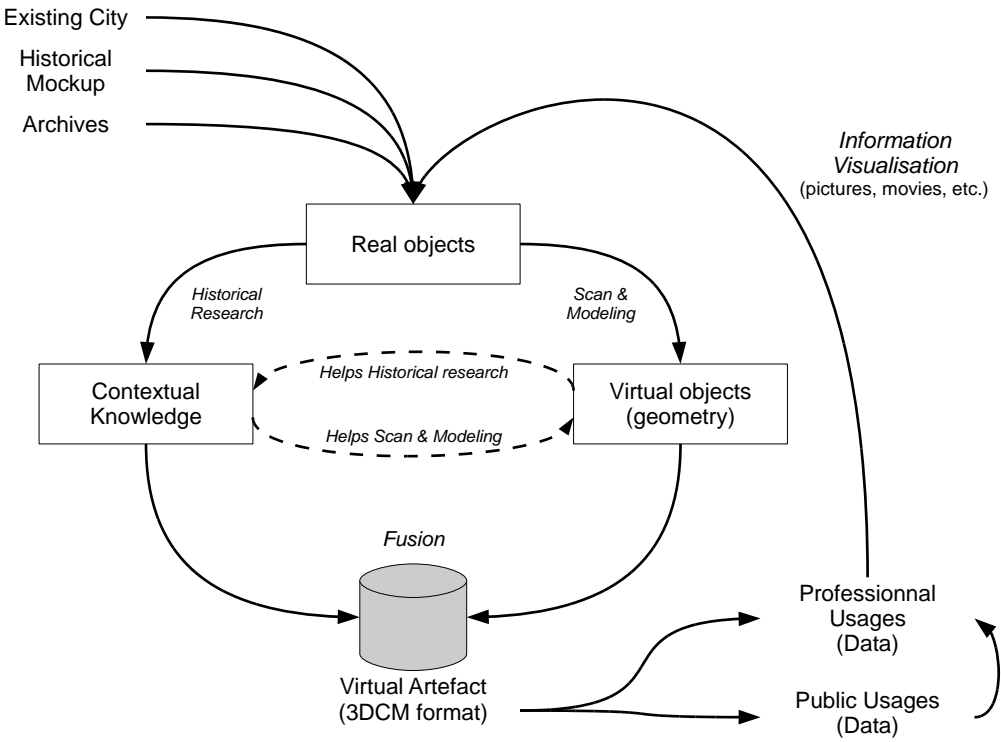 Existing City
Historical
Mockup
Archives
Information
Visualisation
(pictures, movies, etc.)
Real objects
Historical
Research
Scan &
Modeling
Contextual
Knowledge
Helps Historical research
Helps Scan & Modeling
Virtual objects
(geometry)
Fusion
Virtual Artefact
(3DCM format)
Professionnal
Usages
(Data)
Public Usages
(Data)